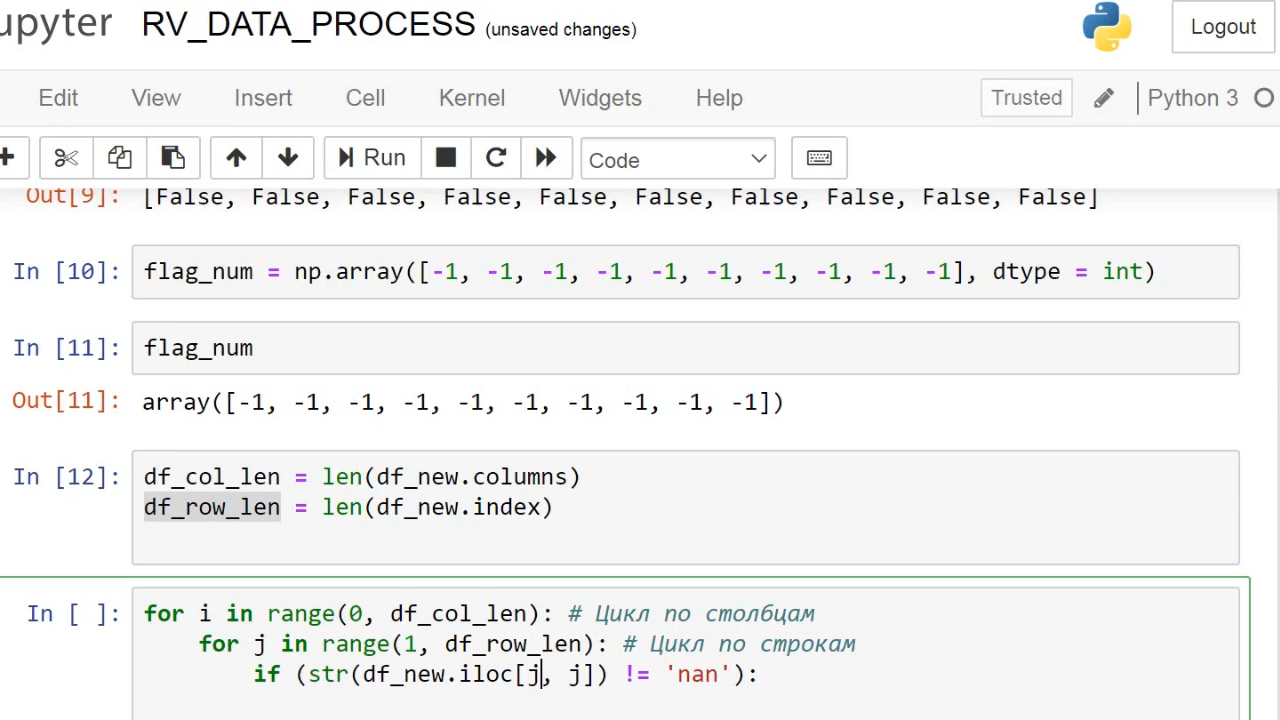 upyter RV_DATA_PROCESS (unsaved changes) Logout
Edit View Insert Cell Kernel Widgets Help Trusted Python 3
Run Code
Out[9]: [False, False, False, False, False, False, False, False, False, False]
In [10]: flag_num = np.array([-1, -1, -1, -1, -1, -1, -1, -1, -1, -1], dtype = int)
In [11]: flag_num
Out[11]: array([-1, -1, -1, -1, -1, -1, -1, -1, -1, -1])
In [12]: df_col_len = len(df_new.columns)
df_row_len = len(df_new.index)
In [ ]: for i in range(0, df_col_len): # Цикл по столбцам
for j in range(1, df_row_len): # Цикл по строкам
if (str(df_new.iloc[j, j]) != 'nan'):